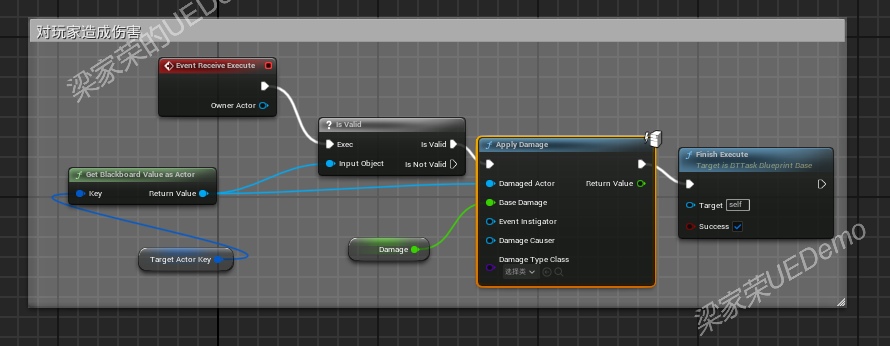 对玩家造成伤害
梁家荣的UEDemo
Event Receive Execute
Owner Actor
? Is Valid
Exec
Is Valid
Input Object
Is Not Valid
f Get Blackboard Value as Actor
Key
Return Value
Target Actor Key
Damage
f Apply Damage
Damaged Actor
Return Value
Base Damage
Event Instigator
Damage Causer
Damage Type Class
选择类
f Finish Execute
Target is BTTask Blueprint Base
Target
self
Success
梁家荣UEDemo